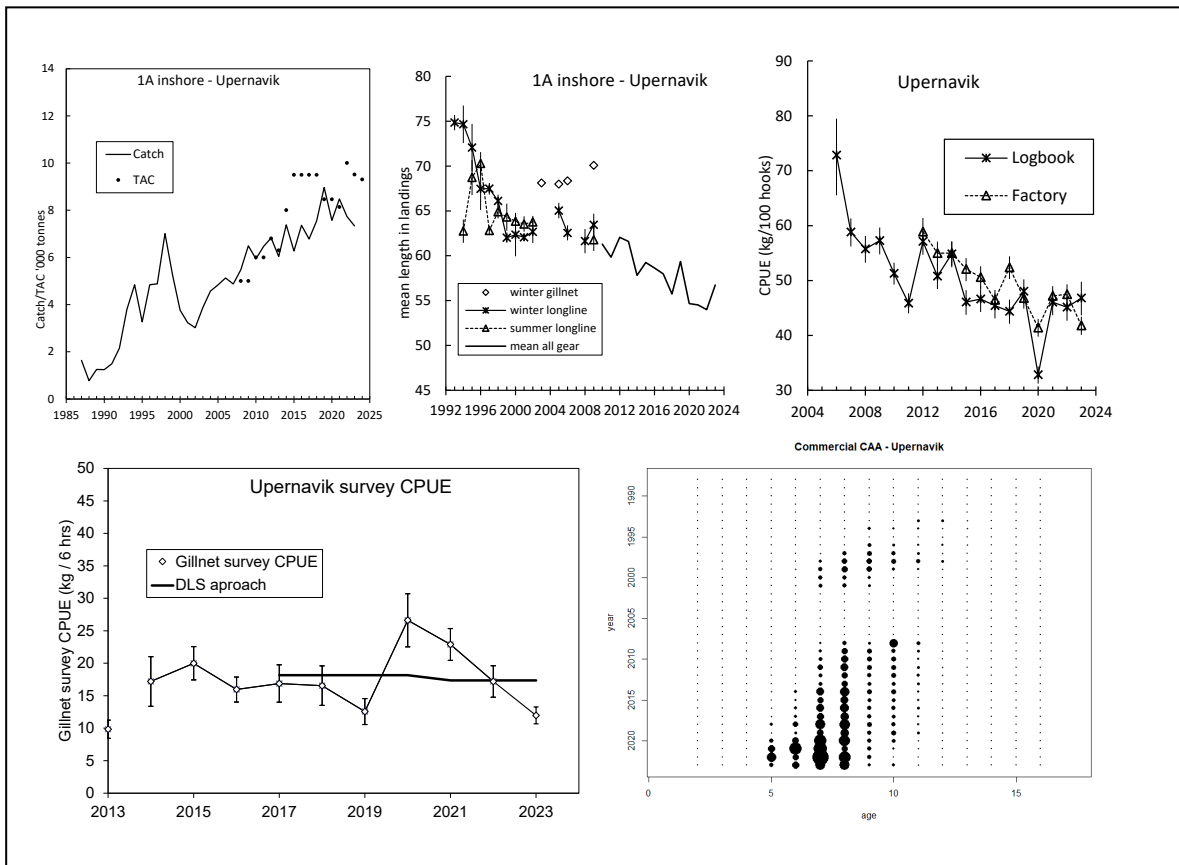 1A inshore - Upernavik
Catch/TAC '000 tonnes
14
12
10
8
6
4
2
0
Catch
TAC
1985 1990 1995 2000 2005 2010 2015 2020 2025
1A inshore - Upernavik
mean length in landings
80
75
70
65
60
55
50
45
winter gillnet
winter longline
summer longline
mean all gear
1992 1996 2000 2004 2008 2012 2016 2020 2024
Upernavik
CPUE (kg/100 hooks)
90
80
70
60
50
40
30
Logbook
Factory
2004 2008 2012 2016 2020 2024
Upernavik survey CPUE
Gillnet survey CPUE (kg / 6 hrs)
50
45
40
35
30
25
20
15
10
5
0
Gillnet survey CPUE
DLS aproach
2013 2015 2017 2019 2021 2023
Commercial CAA - Upernavik
year
1990
1995
2000
2005
2010
2015
2020
0 5 10 15
age